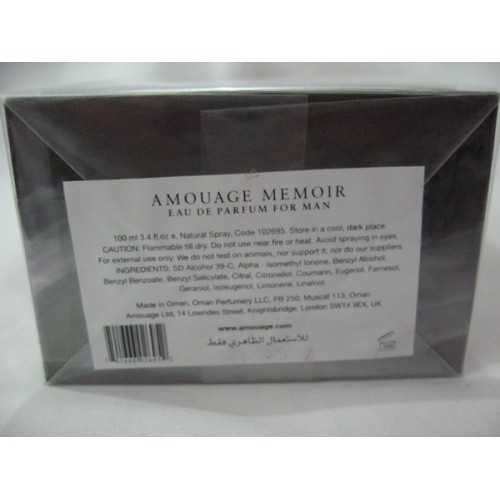 AMOUAGE MEMOIR
EAU DE PARFUM FOR MAN
100 ml 3.4 fl.oz e, Natural Spray, Code 102695. Store in a cool, dark place.
CAUTION: Flammable till dry. Do not use near fire or heat. Avoid spraying in eyes.
For external use only. We do not test on animals, nor support it, nor do our suppliers.
INGREDIENTS: SD Alcohol 39-C, Alpha - Isomethyl Ionone, Benzyl Alcohol,
Benzyl Benzoate, Benzyl Salicylate, Citral, Citronellol, Coumarin, Eugenol, Farnesol,
Geraniol, Isoeugenol, Limonene, Linalool.
Made in Oman, Oman Perfumery LLC, PB 250, Muscat 113, Oman
Amouage Ltd, 14 Lowndes Street, Knightsbridge, London SW1X 9EX, UK
www.amouage.com
للاستعمال الظاهري فقط